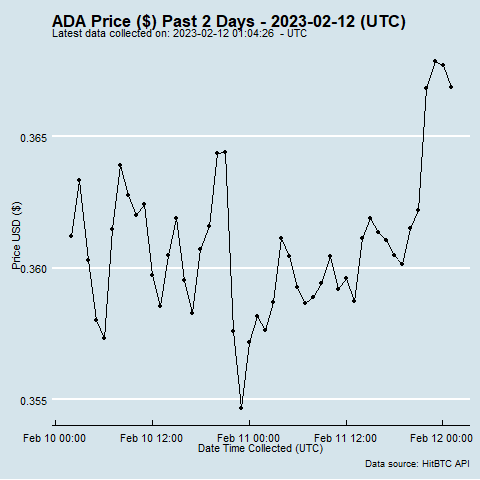 ADA Price ($) Past 2 Days - 2023-02-12 (UTC)
Latest data collected on: 2023-02-12 01:04:26 - UTC
0.365
0.360
0.355
Price USD ($)
Feb 10 00:00 Feb 10 12:00 Feb 11 00:00 Feb 11 12:00 Feb 12 00:00
Date Time Collected (UTC)
Data source: HitBTC API